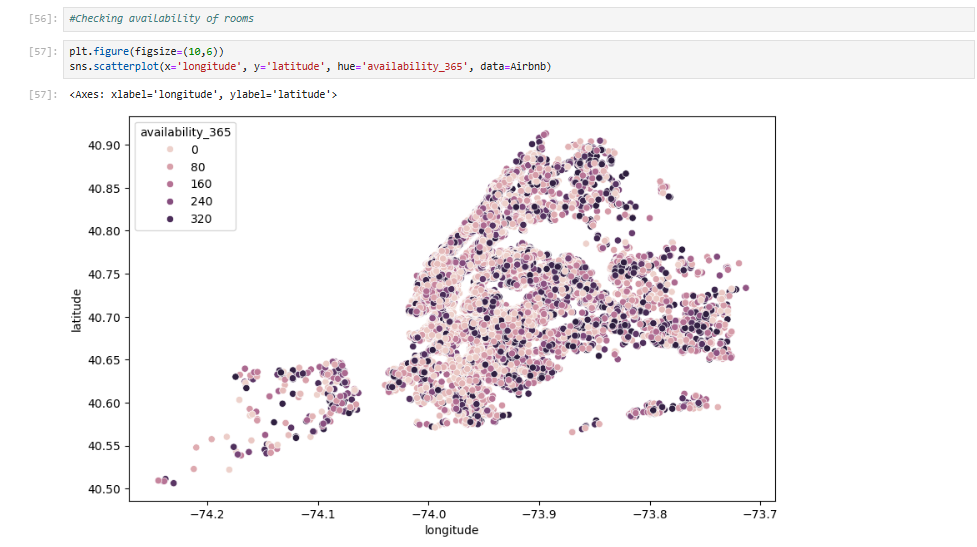 [56]: #Checking availability of rooms
[57]: plt.figure(figsize=(10,6))
sns.scatterplot(x='longitude', y='latitude', hue='availability_365', data=Airbnb)
[57]: <Axes: xlabel='longitude', ylabel='latitude'>
availability_365
0
80
160
240
320
40.90
40.85
40.80
40.75
40.70
40.65
40.60
40.55
40.50
latitude
−74.2 −74.1 −74.0 −73.9 −73.8 −73.7
longitude